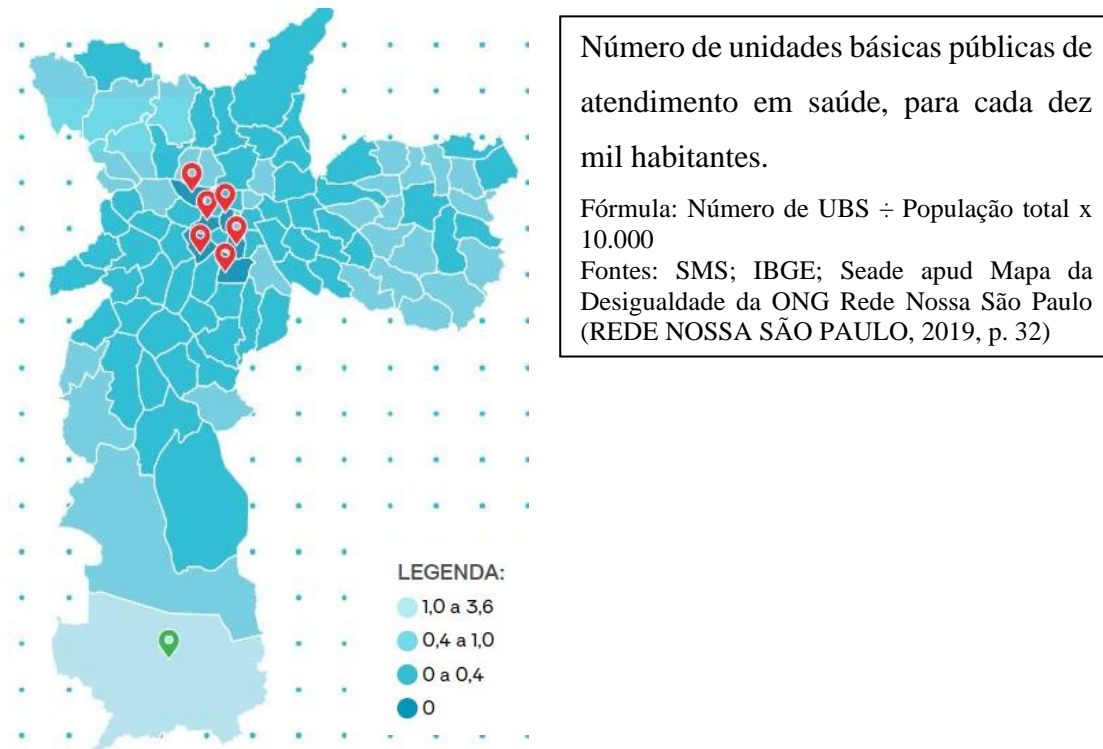 Número de unidades básicas públicas de
atendimento em saúde, para cada dez
mil habitantes.
Fórmula: Número de UBS ÷ População total x
10.000
Fontes: SMS; IBGE; Seade apud Mapa da
Desigualdade da ONG Rede Nossa São Paulo
(REDE NOSSA SÃO PAULO, 2019, p. 32)
LEGENDA:
1,0 a 3,6
0,4 a 1,0
0 a 0,4
0